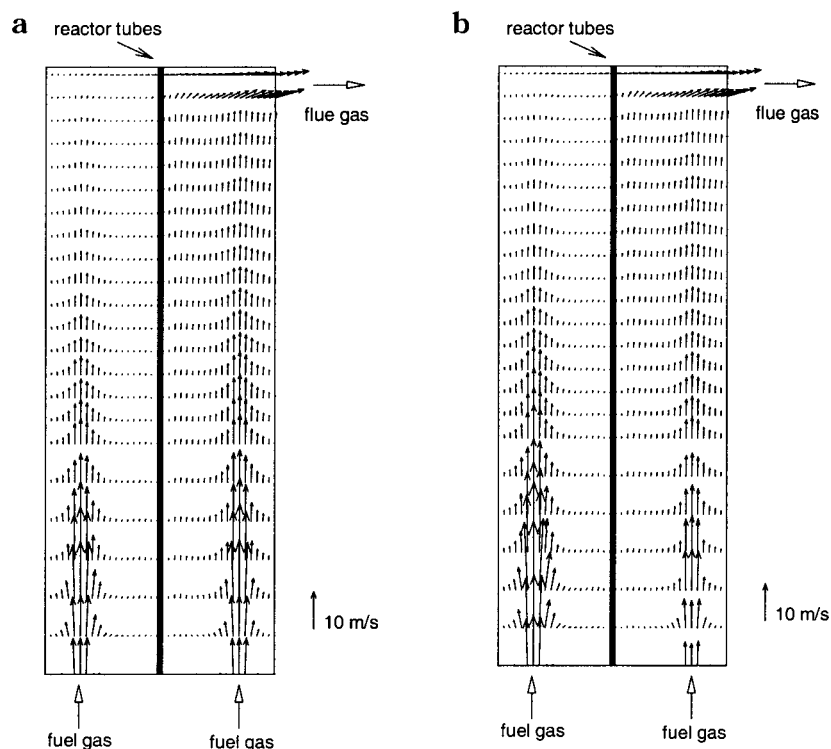 a
reactor tubes
flue gas
10 m/s
fuel gas
fuel gas
b
reactor tubes
flue gas
10 m/s
fuel gas
fuel gas